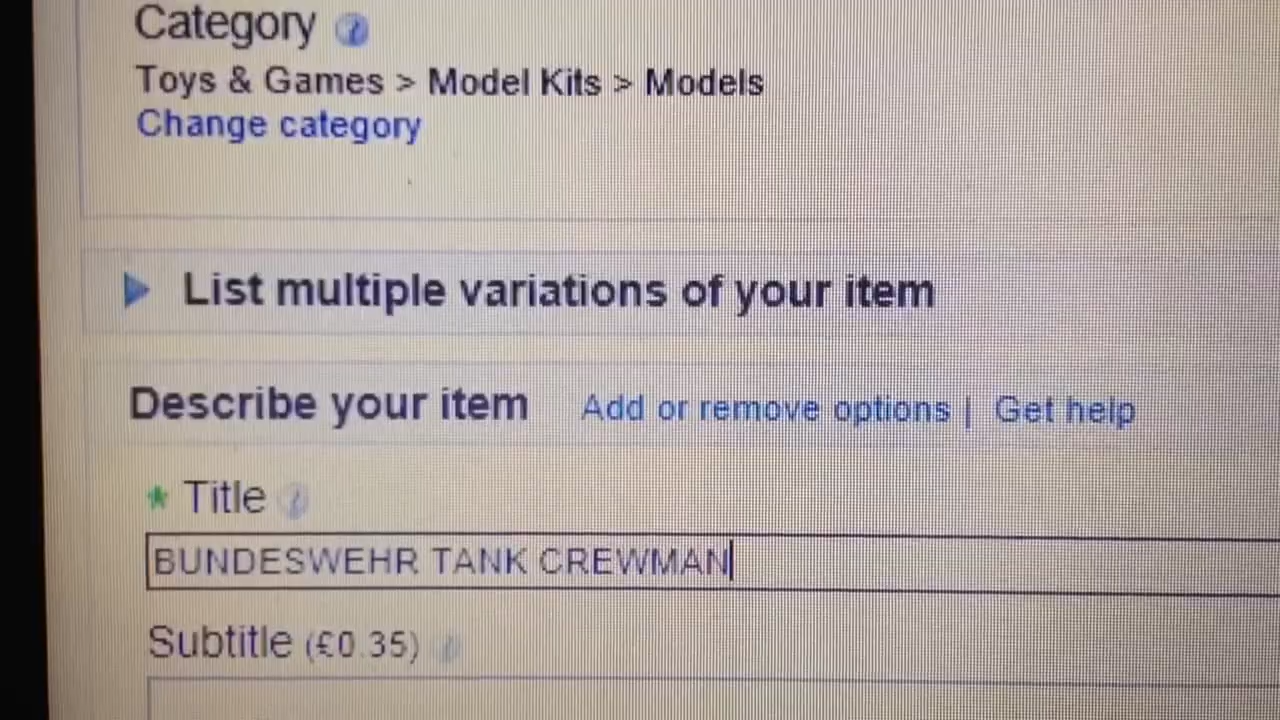 Category
Toys & Games > Model Kits > Models
Change category
List multiple variations of your item
Describe your item Add or remove options | Get help
* Title
BUNDESWEHR TANK CREWMAN
Subtitle (£0.35)